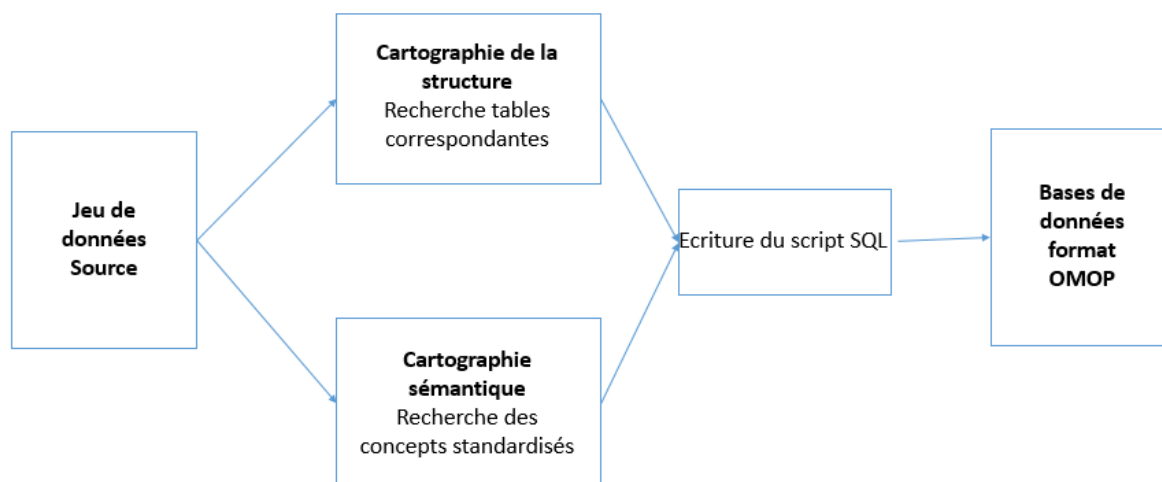 Jeu de
données
Source
Cartographie de la
structure
Recherche tables
correspondantes
Cartographie
sémantique
Recherche des
concepts standardisés
Ecriture du script SQL
Bases de
données
format
OMOP